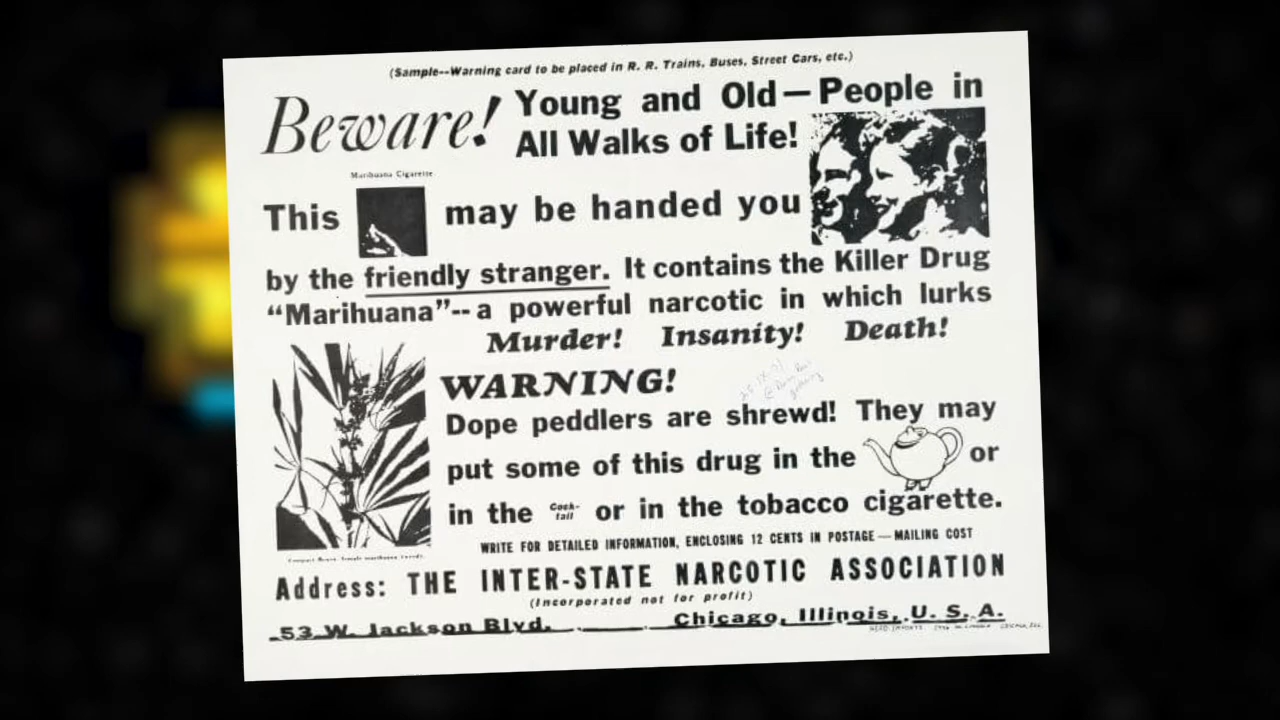 (Sample--Warning card to be placed in R. R. Trains, Buses, Street Cars, etc.)
Beware! Young and Old—People in
All Walks of Life!
Marihuana Cigarette
This may be handed you
by the friendly stranger. It contains the Killer Drug
“Marihuana”--a powerful narcotic in which lurks
Murder! Insanity! Death!
WARNING!
Dope peddlers are shrewd! They may
put some of this drug in the or
in the Cock-tail or in the tobacco cigarette.
WRITE FOR DETAILED INFORMATION, ENCLOSING 12 CENTS IN POSTAGE—MAILING COST
Address: THE INTER-STATE NARCOTIC ASSOCIATION
(Incorporated not for profit)
53 W. Jackson Blvd. Chicago, Illinois, U. S. A.